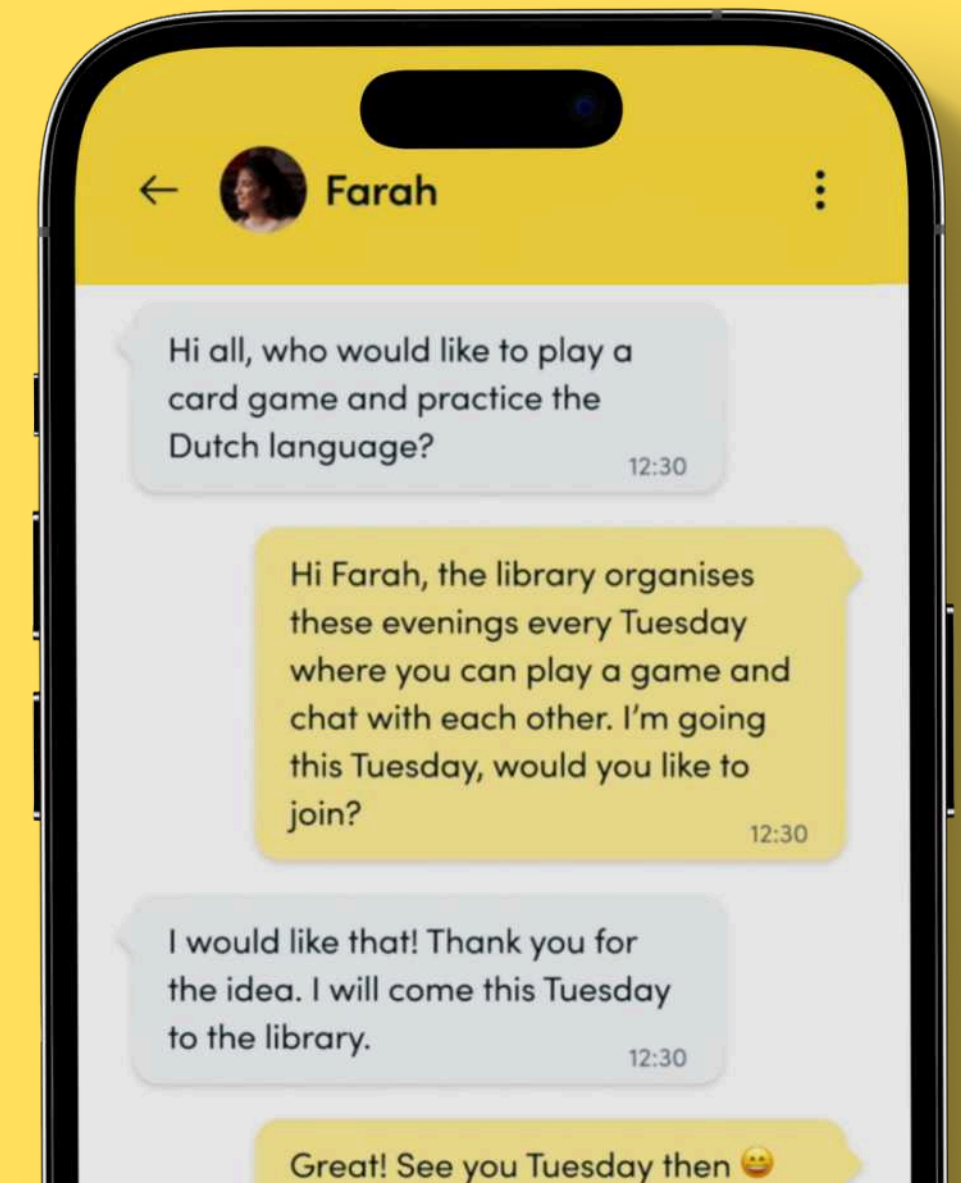 Farah
Hi all, who would like to play a
card game and practice the
Dutch language?
12:30
Hi Farah, the library organises
these evenings every Tuesday
where you can play a game and
chat with each other. I'm going
this Tuesday, would you like to
join?
12:30
I would like that! Thank you for
the idea. I will come this Tuesday
to the library.
12:30
Great! See you Tuesday then 😀